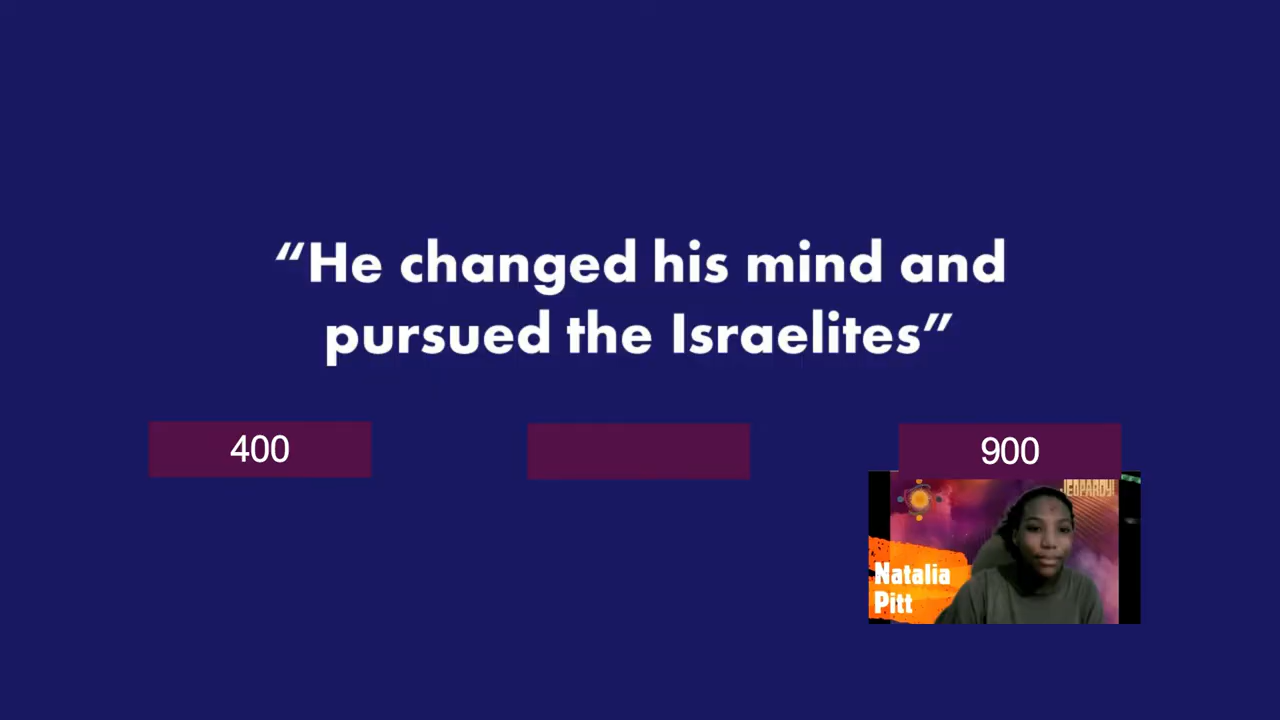 “He changed his mind and
pursued the Israelites”
400
900
JEOPARDY!
Natalia
Pitt